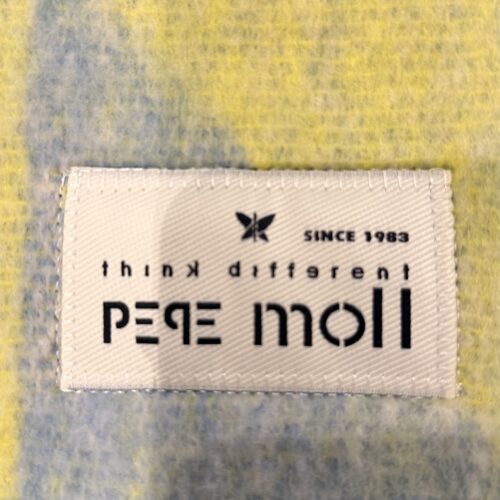 SINCE 1983
think different
PEPE moll